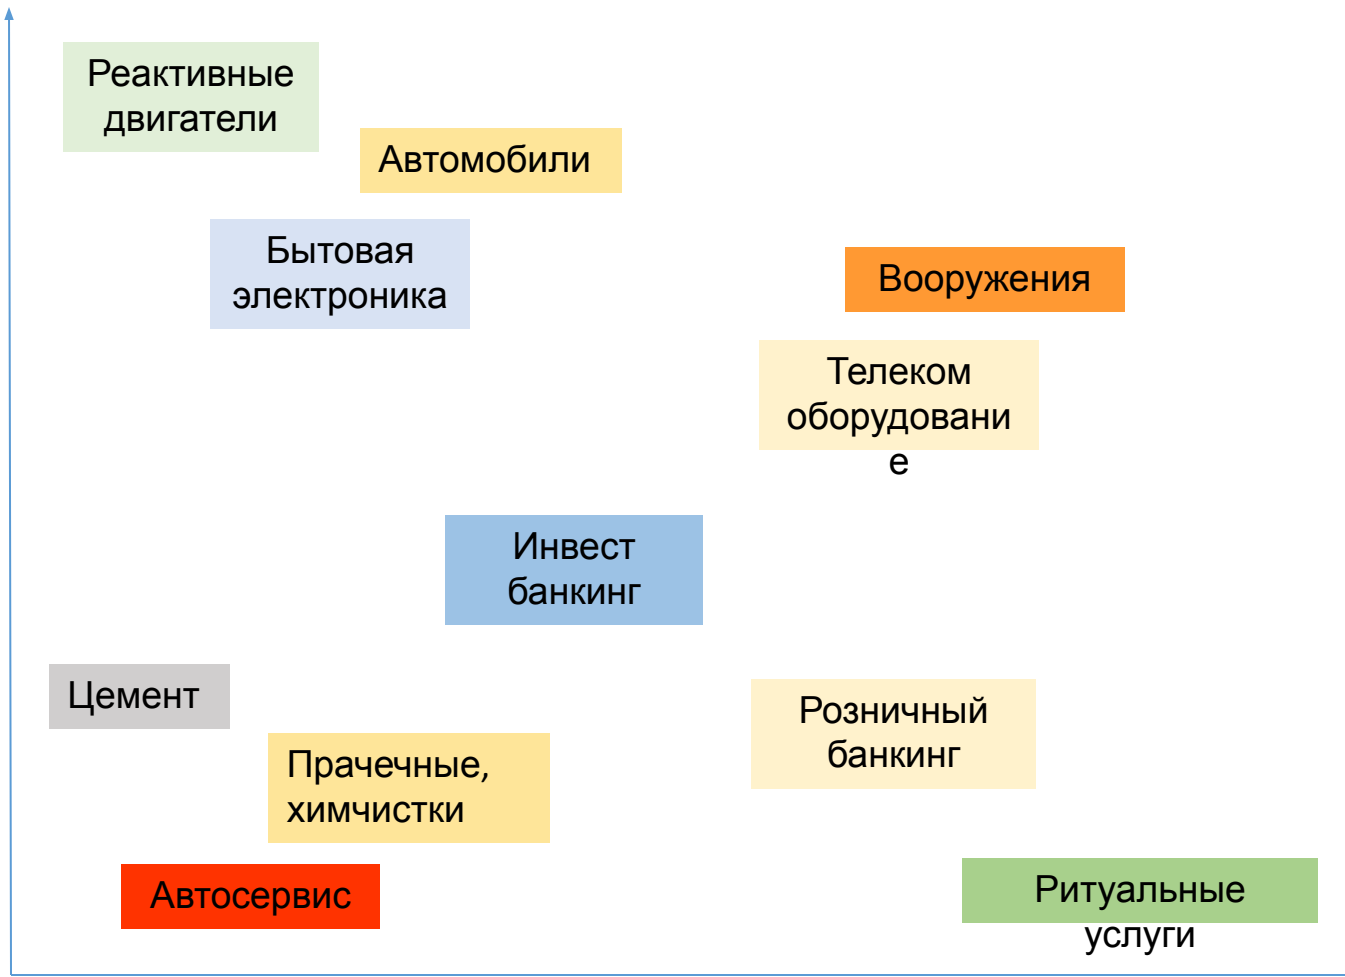 Реактивные
двигатели
Автомобили
Бытовая
электроника
Вооружения
Телеком
оборудовани
е
Инвест
банкинг
Цемент
Розничный
банкинг
Прачечные,
химчистки
Автосервис
Ритуальные
услуги